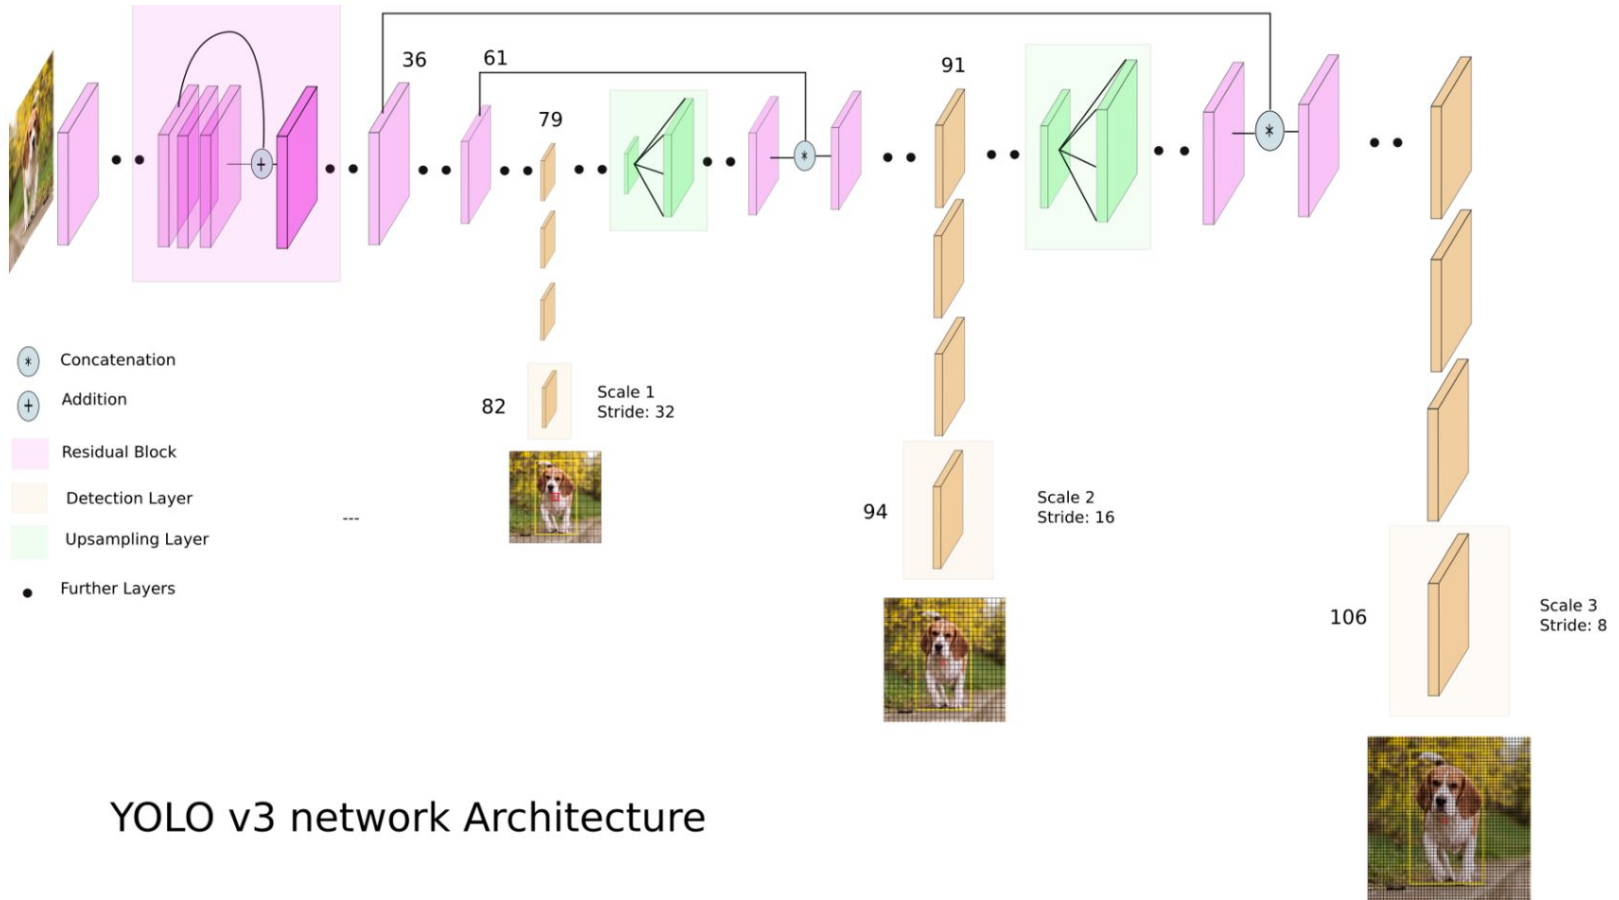 36
61
91
79
*
*
+
* Concatenation
+ Addition
Residual Block
Detection Layer
Upsampling Layer
Further Layers
---
82
Scale 1
Stride: 32
94
Scale 2
Stride: 16
106
Scale 3
Stride: 8
YOLO v3 network Architecture